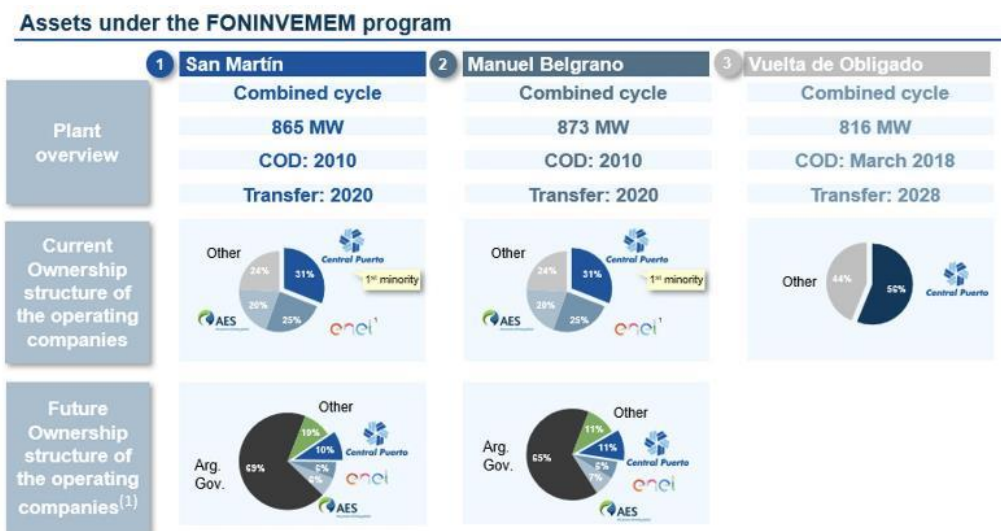 Assets under the FONINVEMEM program
1 San Martín
2 Manuel Belgrano
3 Vuelta de Obligado
Plant
overview
Combined cycle
865 MW
COD: 2010
Transfer: 2020
Combined cycle
873 MW
COD: 2010
Transfer: 2020
Combined cycle
816 MW
COD: March 2018
Transfer: 2028
Current
Ownership
structure of
the operating
companies
Other
24%
31%
20%
25%
Central Puerto
1st minority
AES
enel1
Other
24%
31%
20%
25%
Central Puerto
1st minority
AES
enel1
Other
44%
56%
Central Puerto
Future
Ownership
structure of
the operating
companies(1)
Other
10%
10%
Central Puerto
Arg.
Gov.
69%
6%
6%
enel
AES
Other
11%
11%
Central Puerto
Arg.
Gov.
65%
6%
7%
enel
AES